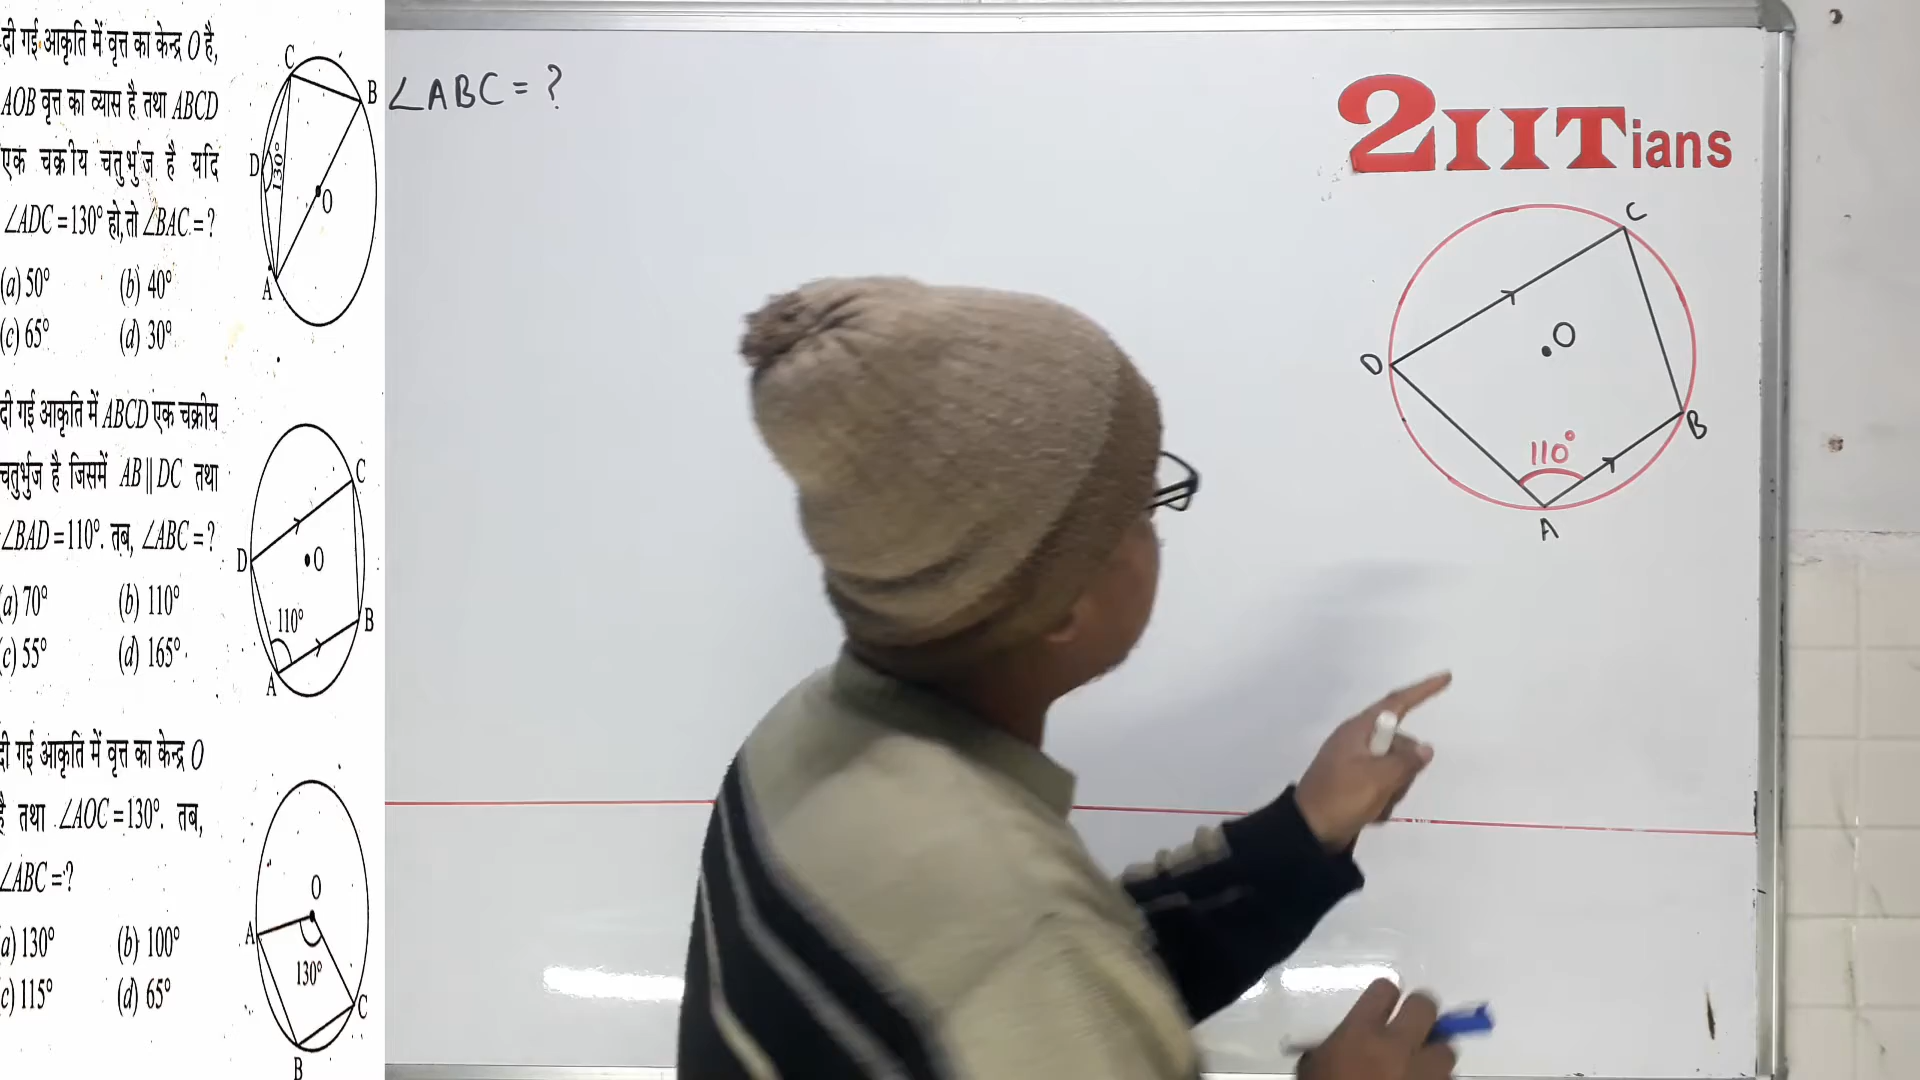 दी गई आकृति में वृत्त का केन्द्र O है,
AOB वृत्त का व्यास है तथा ABCD
एक चक्रीय चतुर्भुज है यदि
∠ADC = 130° हो, तो ∠BAC = ?
(a) 50° (b) 40°
(c) 65° (d) 30°
C
B
D
130°
O
A
दी गई आकृति में ABCD एक चक्रीय
चतुर्भुज है जिसमें AB || DC तथा
∠BAD = 110°. तब, ∠ABC = ?
(a) 70° (b) 110°
(c) 55° (d) 165°
C
D
O
110°
B
A
दी गई आकृति में वृत्त का केन्द्र O
है तथा ∠AOC = 130°. तब,
∠ABC = ?
(a) 130° (b) 100°
(c) 115° (d) 65°
O
A
130°
C
B
∠ABC = ?
2IITians
C
O
D
110°
B
A